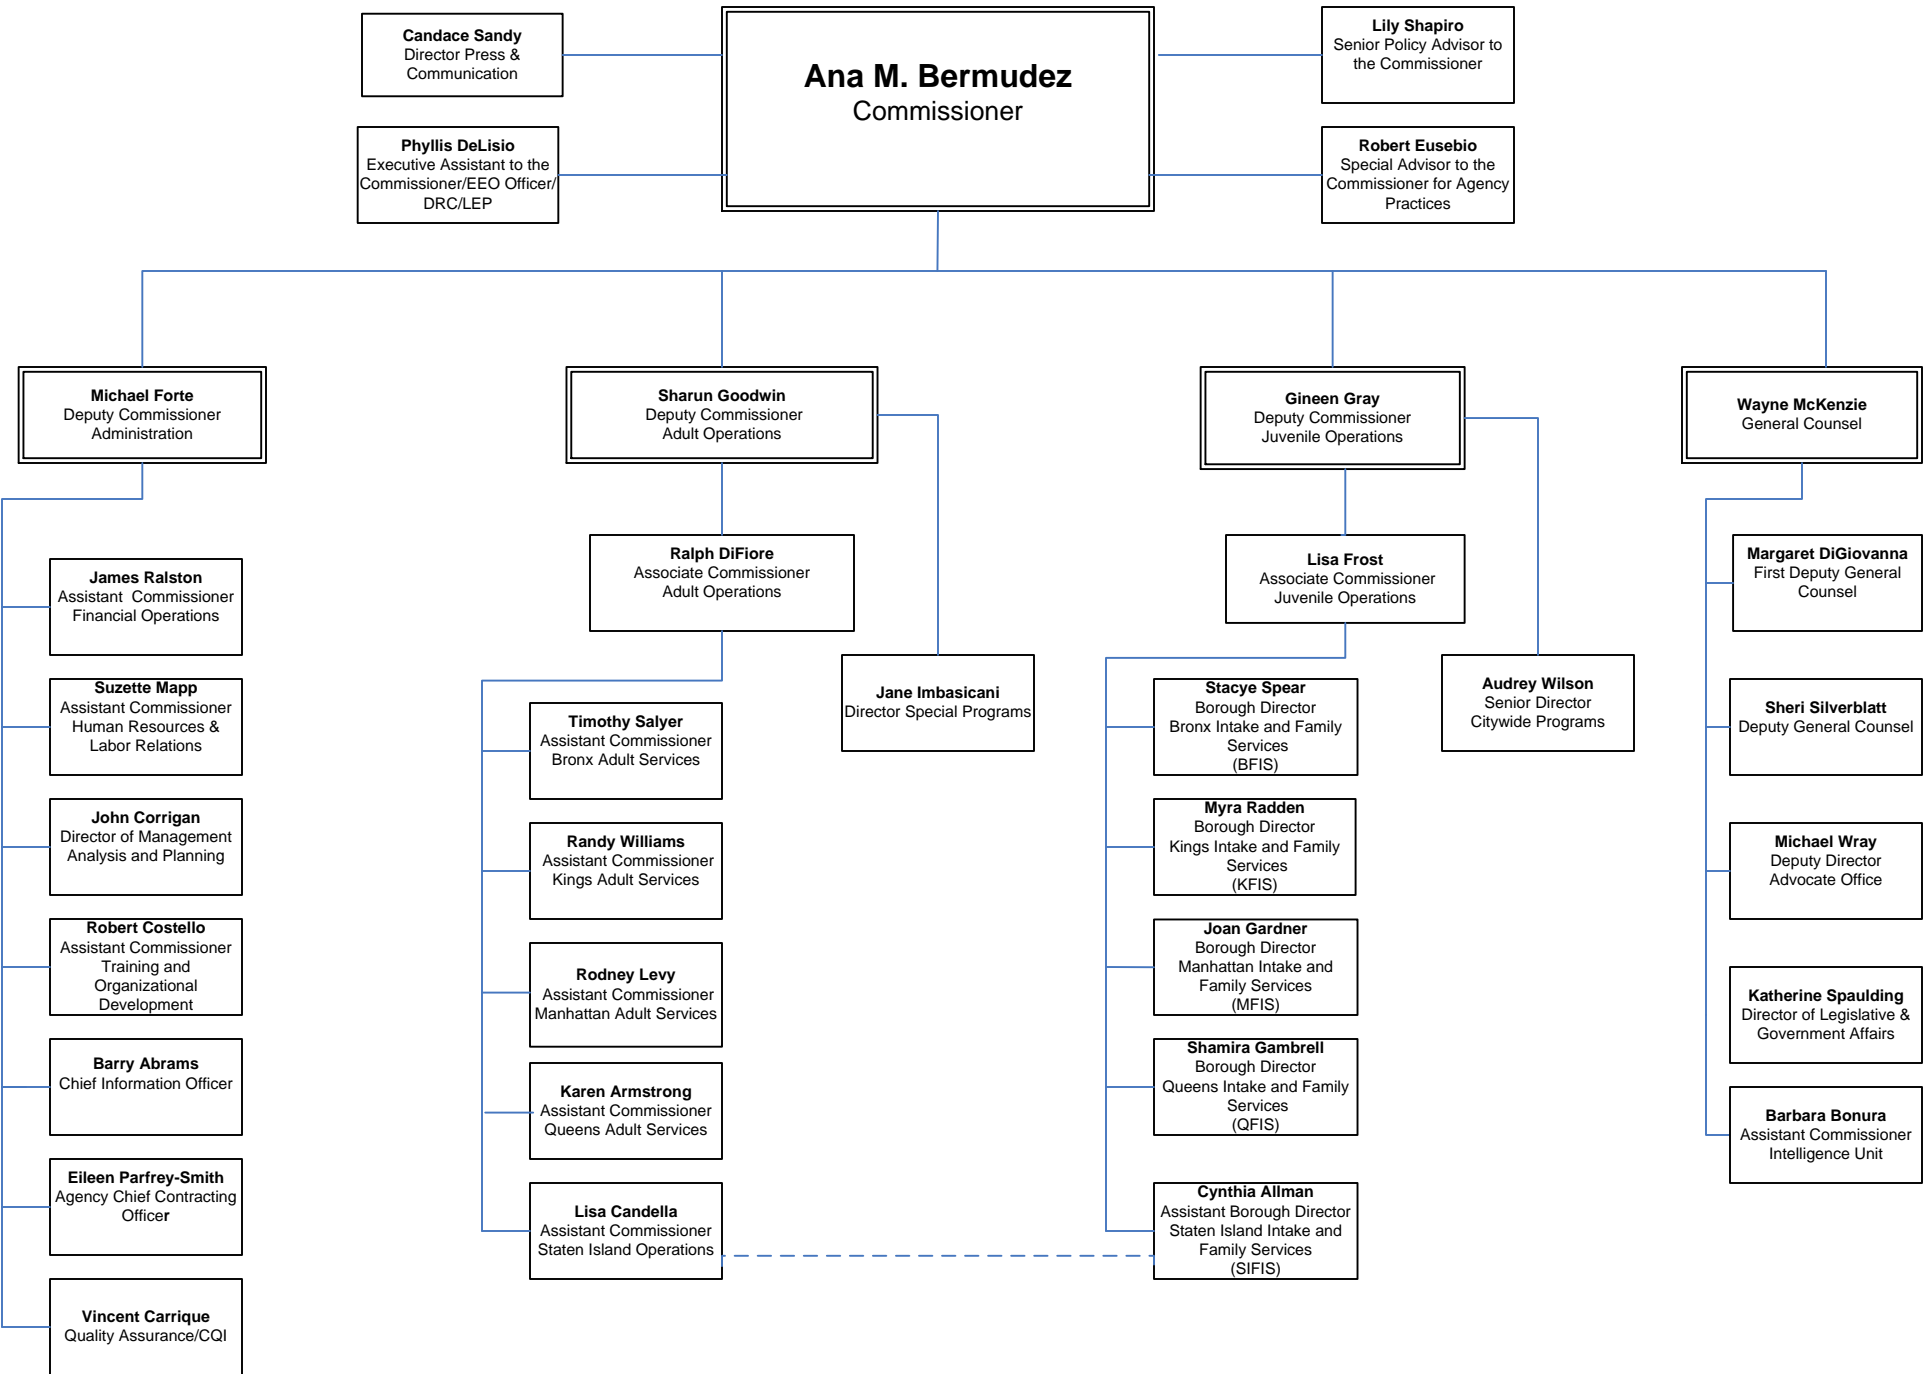 Candace Sandy
Director Press &
Communication
Ana M. Bermudez
Commissioner
Lily Shapiro
Senior Policy Advisor to
the Commissioner
Phyllis DeLisio
Executive Assistant to the
Commissioner/EEO Officer/
DRC/LEP
Robert Eusebio
Special Advisor to the
Commissioner for Agency
Practices
Michael Forte
Deputy Commissioner
Administration
Sharun Goodwin
Deputy Commissioner
Adult Operations
Gineen Gray
Deputy Commissioner
Juvenile Operations
Wayne McKenzie
General Counsel
James Ralston
Assistant  Commissioner
Financial Operations
Suzette Mapp
Assistant Commissioner
Human Resources &
Labor Relations
John Corrigan
Director of Management
Analysis and Planning
Robert Costello
Assistant Commissioner
Training and
Organizational
Development
Barry Abrams
Chief Information Officer
Eileen Parfrey-Smith
Agency Chief Contracting
Officer
Vincent Carrique
Quality Assurance/CQI
Ralph DiFiore
Associate Commissioner
Adult Operations
Jane Imbasicani
Director Special Programs
Timothy Salyer
Assistant Commissioner
Bronx Adult Services
Randy Williams
Assistant Commissioner
Kings Adult Services
Rodney Levy
Assistant Commissioner
Manhattan Adult Services
Karen Armstrong
Assistant Commissioner
Queens Adult Services
Lisa Candella
Assistant Commissioner
Staten Island Operations
Lisa Frost
Associate Commissioner
Juvenile Operations
Audrey Wilson
Senior Director
Citywide Programs
Stacye Spear
Borough Director
Bronx Intake and Family
Services
(BFIS)
Myra Radden
Borough Director
Kings Intake and Family
Services
(KFIS)
Joan Gardner
Borough Director
Manhattan Intake and
Family Services
(MFIS)
Shamira Gambrell
Borough Director
Queens Intake and Family
Services
(QFIS)
Cynthia Allman
Assistant Borough Director
Staten Island Intake and
Family Services
(SIFIS)
Margaret DiGiovanna
First Deputy General
Counsel
Sheri Silverblatt
Deputy General Counsel
Michael Wray
Deputy Director
Advocate Office
Katherine Spaulding
Director of Legislative &
Government Affairs
Barbara Bonura
Assistant Commissioner
Intelligence Unit